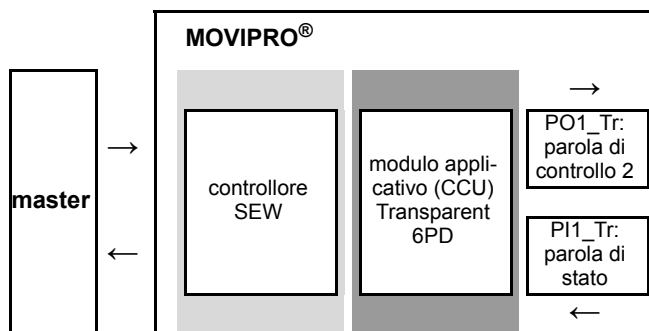 MOVIPRO®
→
→
←
←
master
controllore
SEW
modulo appli-
cativo (CCU)
Transparent
6PD
PO1_Tr:
parola di
controllo 2
PI1_Tr:
parola di
stato